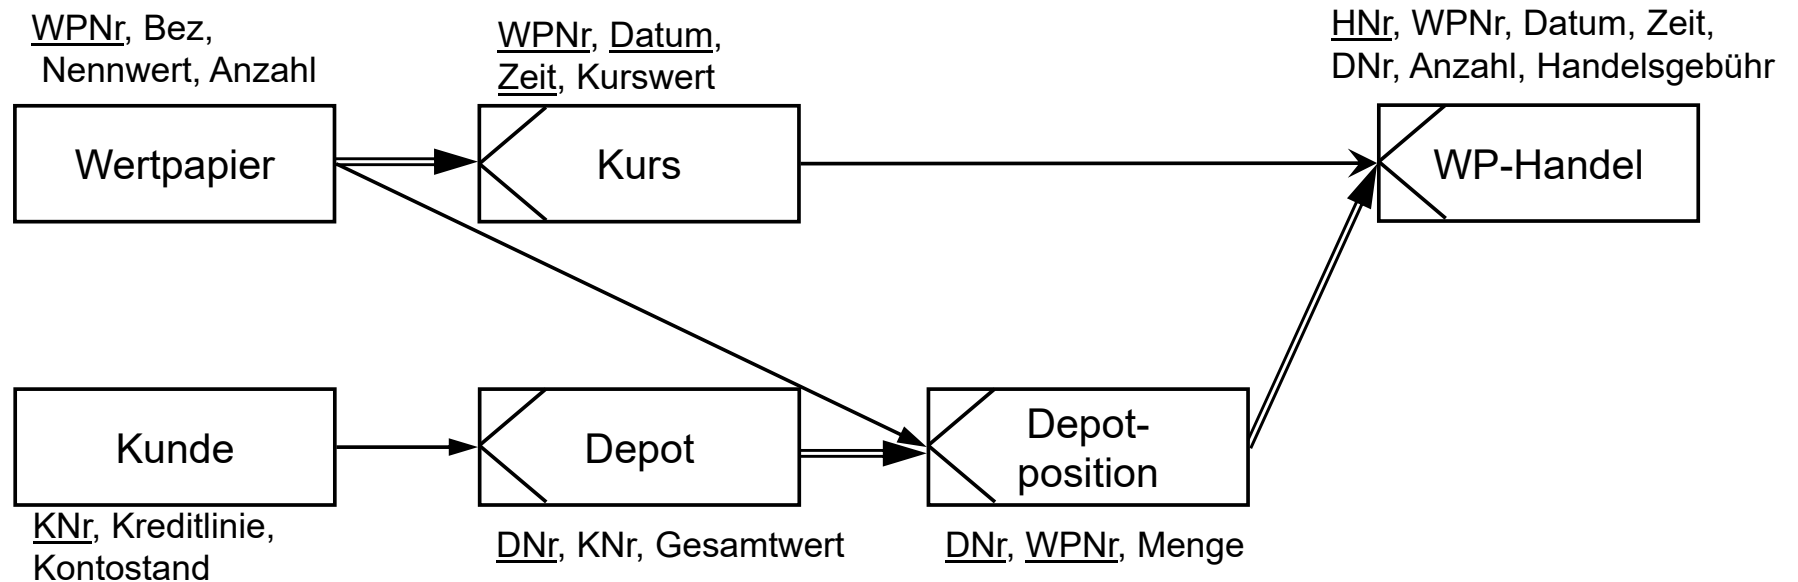 WPNr, Bez,
Nennwert, Anzahl
WPNr, Datum,
Zeit, Kurswert
HNr, WPNr, Datum, Zeit,
DNr, Anzahl, Handelsgebühr
Wertpapier
Kurs
WP-Handel
Kunde
Depot
Depot-
position
KNr, Kreditlinie,
Kontostand
DNr, KNr, Gesamtwert
DNr, WPNr, Menge